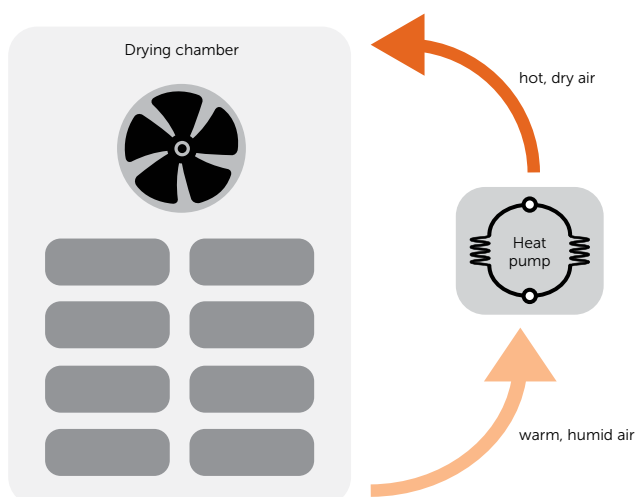 Drying chamber
hot, dry air
Heat
pump
warm, humid air